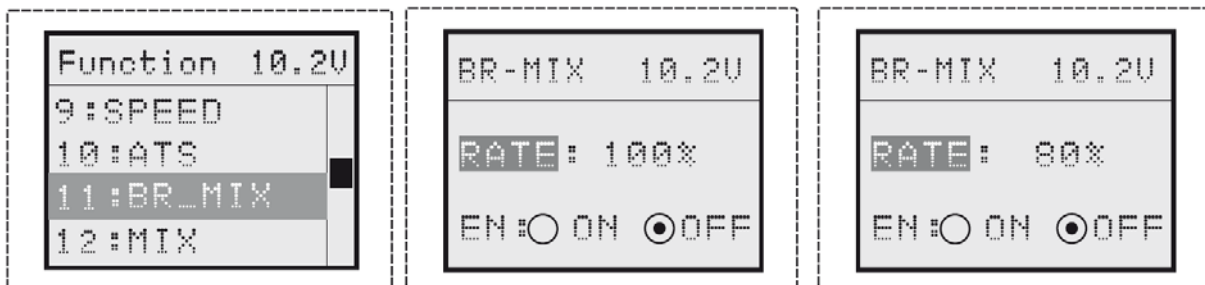 Function 10.2V
9:SPEED
10:ATS
11:BR_MIX
12:MIX
BR-MIX 10.2V
RATE: 100%
EN: ON OFF
BR-MIX 10.2V
RATE: 80%
EN: ON OFF